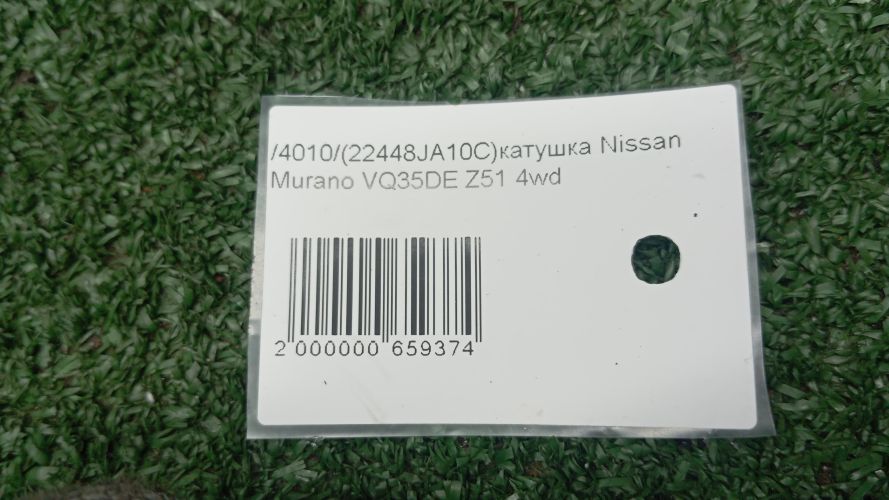 /4010/(22448JA10C)катушка Nissan
Murano VQ35DE Z51 4wd
2 000000 659374